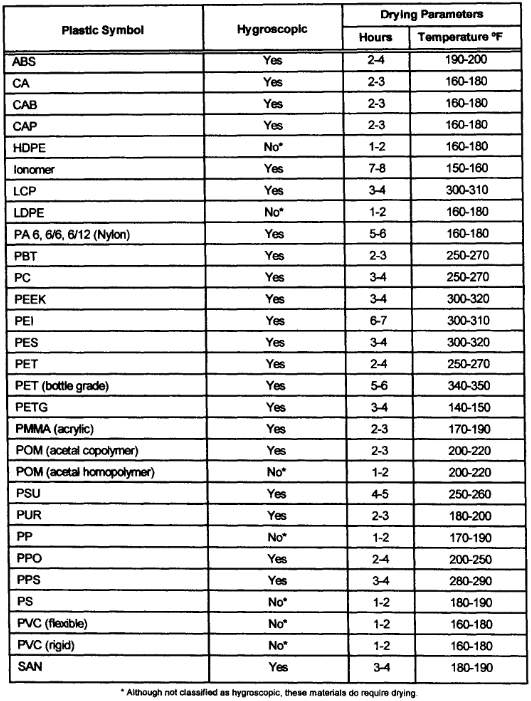 Plastic Symbol Hygroscopic Drying Parameters
Hours Temperature ºF
ABS Yes 2-4 190-200
CA Yes 2-3 160-180
CAB Yes 2-3 160-180
CAP Yes 2-3 160-180
HDPE No* 1-2 160-180
Ionomer Yes 7-8 150-160
LCP Yes 3-4 300-310
LDPE No* 1-2 160-180
PA 6, 6/6, 6/12 (Nylon) Yes 5-6 160-180
PBT Yes 2-3 250-270
PC Yes 3-4 250-270
PEEK Yes 3-4 300-320
PEI Yes 6-7 300-310
PES Yes 3-4 300-320
PET Yes 2-4 250-270
PET (bottle grade) Yes 5-6 340-350
PETG Yes 3-4 140-150
PMMA (acrylic) Yes 2-3 170-190
POM (acetal copolymer) Yes 2-3 200-220
POM (acetal homopolymer) No* 1-2 200-220
PSU Yes 4-5 250-260
PUR Yes 2-3 180-200
PP No* 1-2 170-190
PPO Yes 2-4 200-250
PPS Yes 3-4 280-290
PS No* 1-2 180-190
PVC (flexible) No* 1-2 160-180
PVC (rigid) No* 1-2 160-180
SAN Yes 3-4 180-190
* Although not classified as hygroscopic, these materials do require drying.